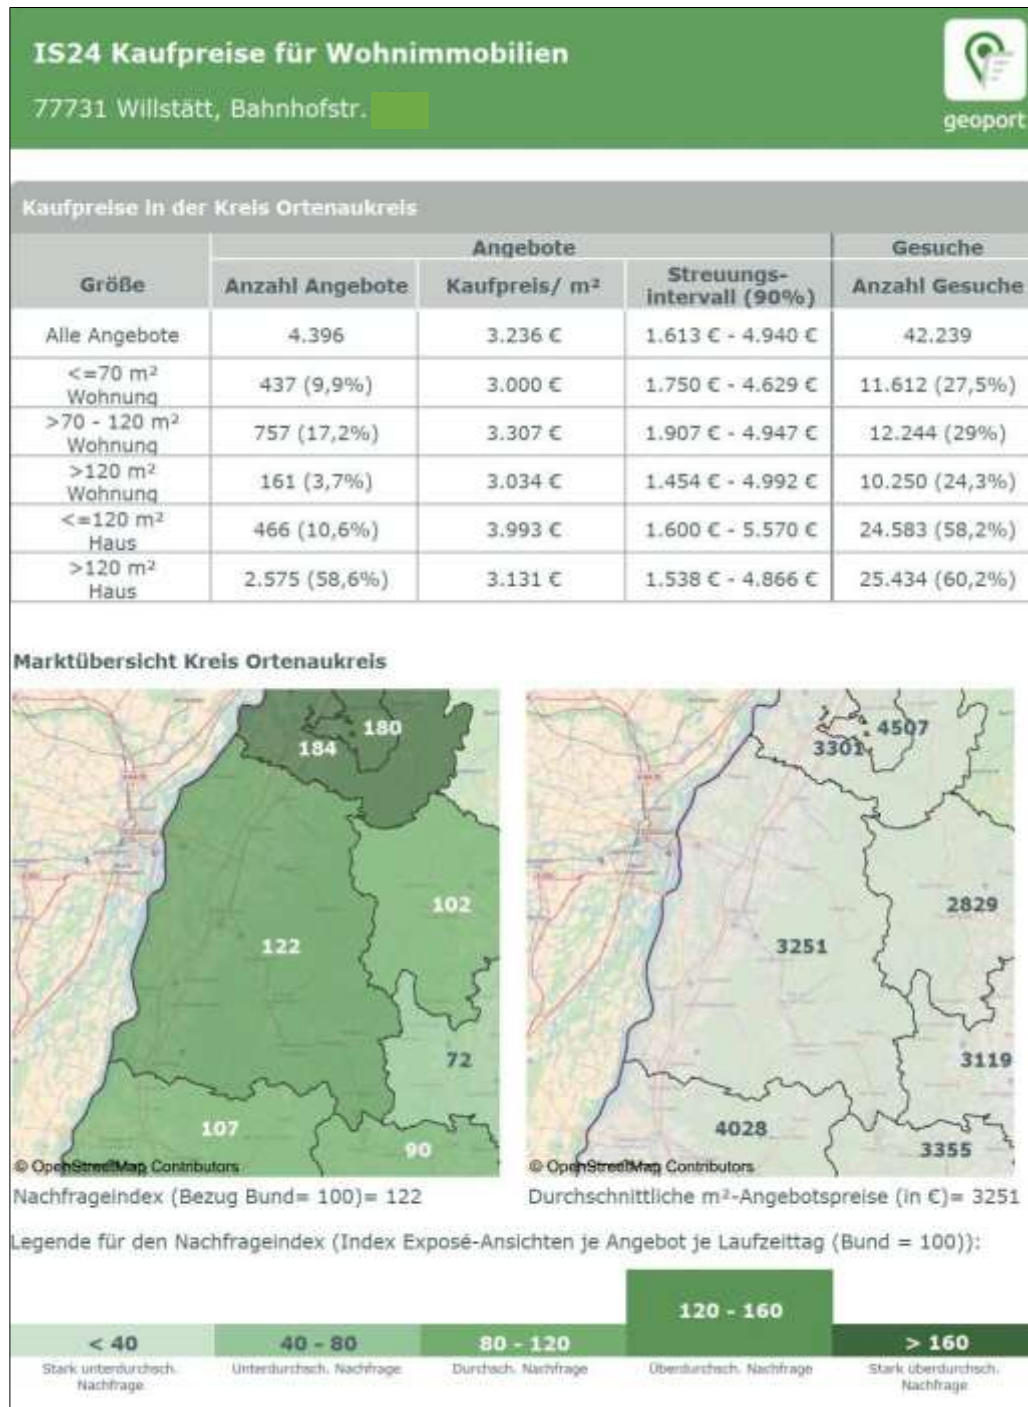 IS24 Kaufpreise für Wohnimmobilien
77731 Willstätt, Bahnhofstr.
geoport
Kaufpreise in der Kreis Ortenaukreis
Angebote Gesuche
Größe Anzahl Angebote Kaufpreis/ m² Streuungs-
intervall (90%) Anzahl Gesuche
Alle Angebote 4.396 3.236 € 1.613 € - 4.940 € 42.239
<=70 m²
Wohnung 437 (9,9%) 3.000 € 1.750 € - 4.629 € 11.612 (27,5%)
>70 - 120 m²
Wohnung 757 (17,2%) 3.307 € 1.907 € - 4.947 € 12.244 (29%)
>120 m²
Wohnung 161 (3,7%) 3.034 € 1.454 € - 4.992 € 10.250 (24,3%)
<=120 m²
Haus 466 (10,6%) 3.993 € 1.600 € - 5.570 € 24.583 (58,2%)
>120 m²
Haus 2.575 (58,6%) 3.131 € 1.538 € - 4.866 € 25.434 (60,2%)
Marktübersicht Kreis Ortenaukreis
180
184
102
122
72
107
90
© OpenStreetMap Contributors
4507
3301
2829
3251
3119
4028
3355
© OpenStreetMap Contributors
Nachfrageindex (Bezug Bund= 100)= 122
Durchschnittliche m²-Angebotspreise (in €)= 3251
Legende für den Nachfrageindex (Index Exposé-Ansichten je Angebot je Laufzeittag (Bund = 100)):
< 40 40 - 80 80 - 120 120 - 160 > 160
Stark unterdurchsch.
Nachfrage
Unterdurchsch. Nachfrage
Durchsch. Nachfrage
Überdurchsch. Nachfrage
Stark überdurchsch.
Nachfrage